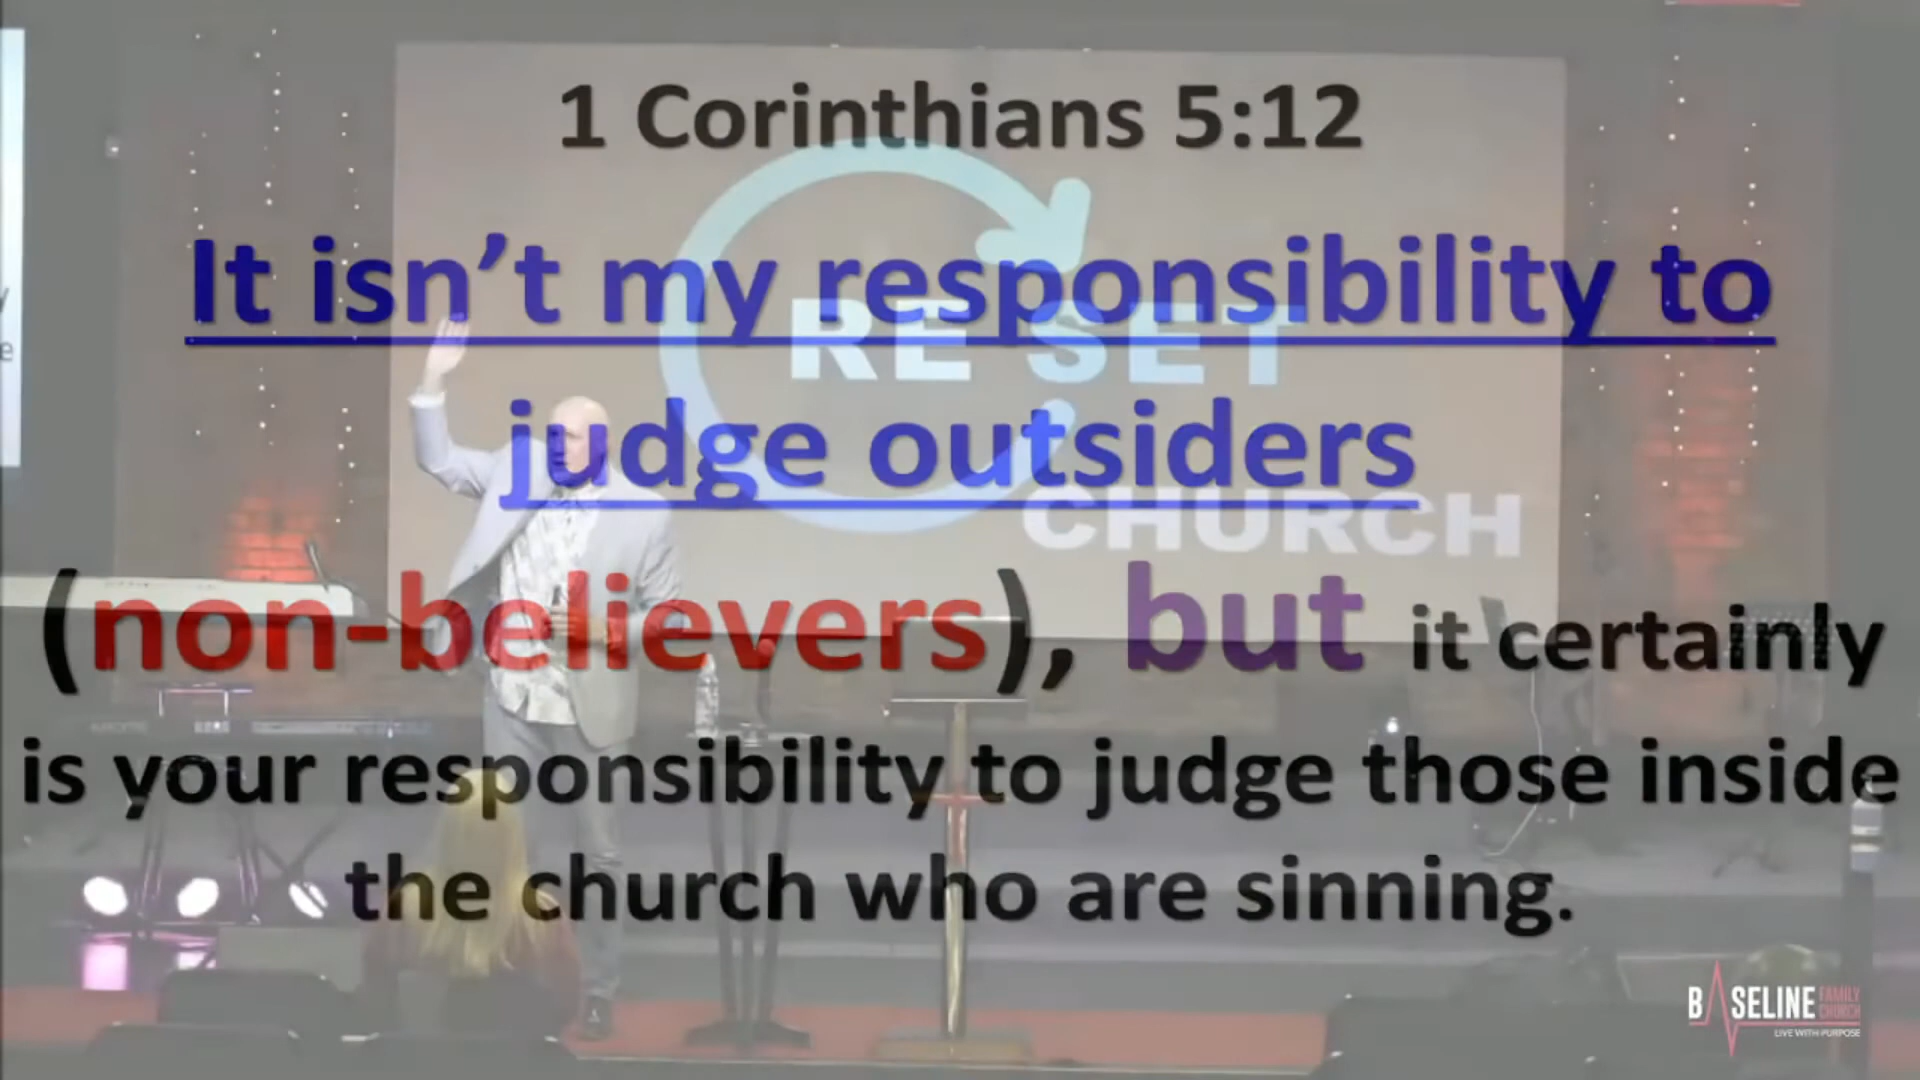 1 Corinthians 5:12
It isn't my responsibility to
judge outsiders
(non-believers), but it certainly
is your responsibility to judge those inside
the church who are sinning.
RE SET
CHURCH
BASELINE FAMILY CHURCH
LIVE WITH PURPOSE